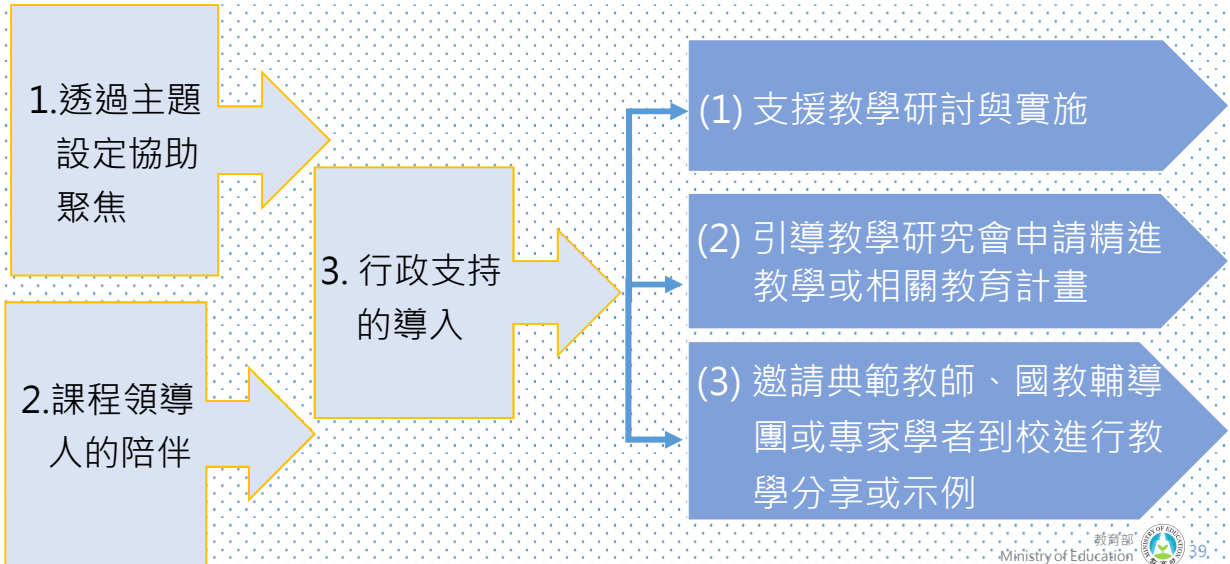 1.透過主題
設定協助
聚焦
2.課程領導
人的陪伴
3. 行政支持
的導入
(1) 支援教學研討與實施
(2) 引導教學研究會申請精進
教學或相關教育計畫
(3) 邀請典範教師、國教輔導
團或專家學者到校進行教
學分享或示例
教育部
Ministry of Education
39